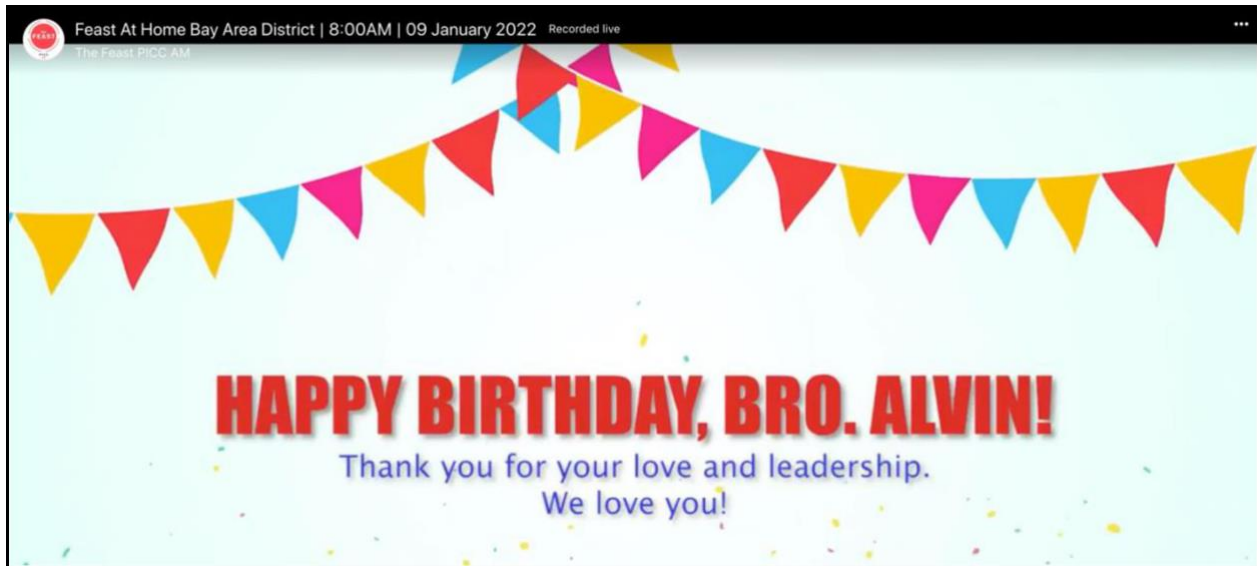 Feast At Home Bay Area District | 8:00AM | 09 January 2022 Recorded live
The Feast PICC AM
FEAST
HAPPY BIRTHDAY, BRO. ALVIN!
Thank you for your love and leadership.
We love you!